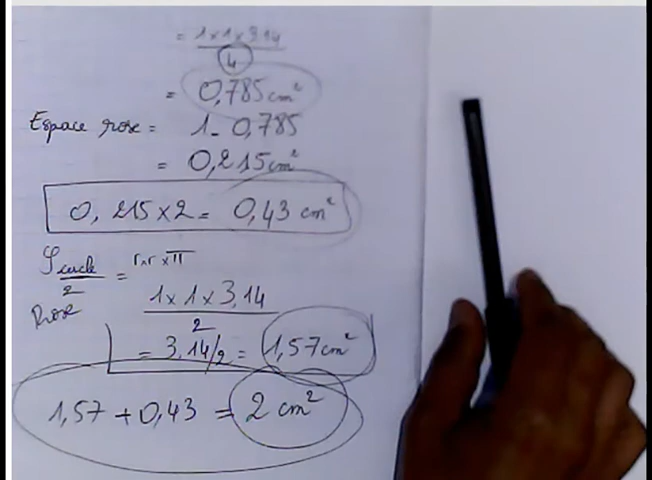 = 1 x 1 x 3,14
4
= 0,785 cm²
Espace rose = 1 - 0,785
= 0,215 cm²
0, 215 x 2 = 0,43 cm²
S cercle = r x r x π
2
Rose
1 x 1 x 3,14
2
= 3,14/2 = 1,57 cm²
1,57 + 0,43 = 2 cm²